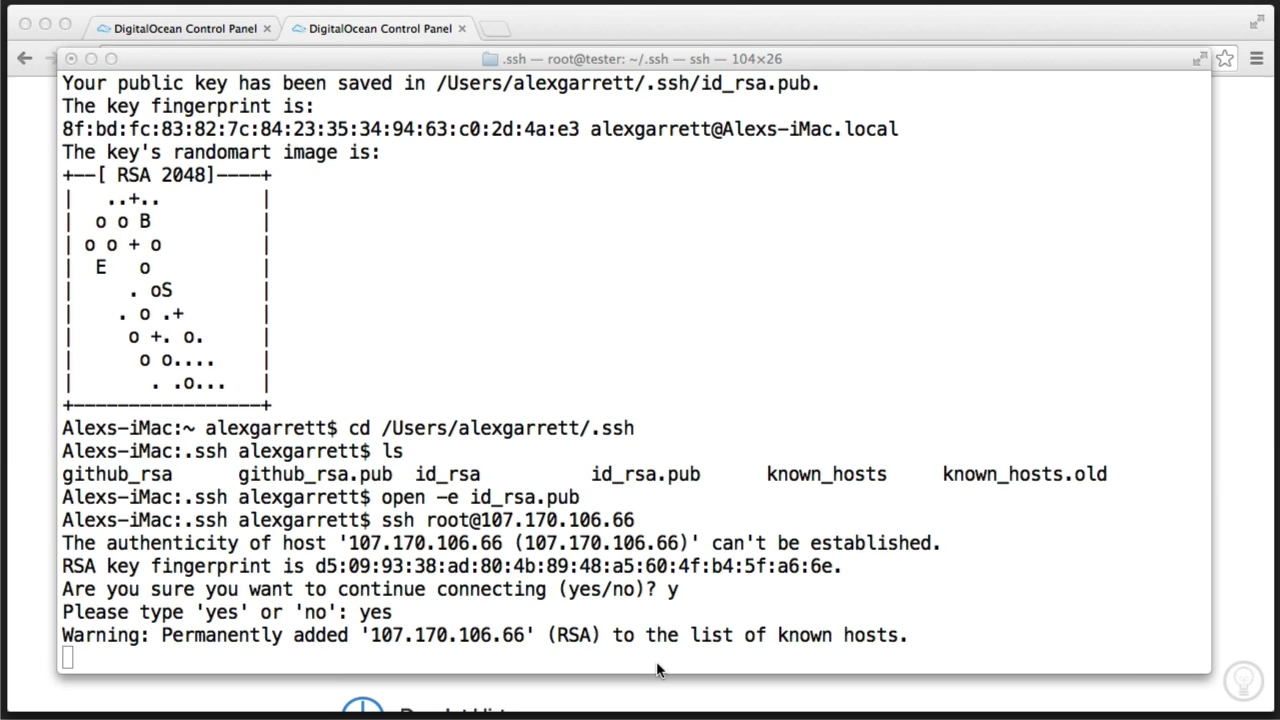 DigitalOcean Control Panel × DigitalOcean Control Panel ×
.ssh — root@tester: ~/.ssh — ssh — 104×26
Your public key has been saved in /Users/alexgarrett/.ssh/id_rsa.pub.
The key fingerprint is:
8f:bd:fc:83:82:7c:84:23:35:34:94:63:c0:2d:4a:e3 alexgarrett@Alexs-iMac.local
The key's randomart image is:
+--[ RSA 2048]----+
|   ..+..         |
|  o o B          |
| o o + o         |
|  E   o          |
|     . oS        |
|    . o .+       |
|     o +. o.     |
|      o o....    |
|       . .o...   |
+-----------------+
Alexs-iMac:~ alexgarrett$ cd /Users/alexgarrett/.ssh
Alexs-iMac:.ssh alexgarrett$ ls
github_rsa      github_rsa.pub  id_rsa          id_rsa.pub      known_hosts     known_hosts.old
Alexs-iMac:.ssh alexgarrett$ open -e id_rsa.pub
Alexs-iMac:.ssh alexgarrett$ ssh root@107.170.106.66
The authenticity of host '107.170.106.66 (107.170.106.66)' can't be established.
RSA key fingerprint is d5:09:93:38:ad:80:4b:89:48:a5:60:4f:b4:5f:a6:6e.
Are you sure you want to continue connecting (yes/no)? y
Please type 'yes' or 'no': yes
Warning: Permanently added '107.170.106.66' (RSA) to the list of known hosts.